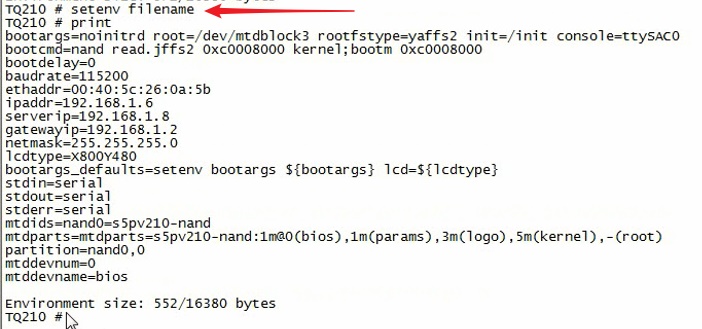 TQ210 # setenv filename
TQ210 # print
bootargs=noinitrd root=/dev/mtdblock3 rootfstype=yaffs2 init=/init console=ttySAC0
bootcmd=nand read.jffs2 0xc0008000 kernel;bootm 0xc0008000
bootdelay=0
baudrate=115200
ethaddr=00:40:5c:26:0a:5b
ipaddr=192.168.1.6
serverip=192.168.1.8
gatewayip=192.168.1.2
netmask=255.255.255.0
lcdtype=X800Y480
bootargs_defaults=setenv bootargs ${bootargs} lcd=${lcdtype}
stdin=serial
stdout=serial
stderr=serial
mtdids=nand0=s5pv210-nand
mtdparts=mtdparts=s5pv210-nand:1m@0(bios),1m(params),3m(logo),5m(kernel),-(root)
partition=nand0,0
mtddevnum=0
mtddevname=bios
Environment size: 552/16380 bytes
TQ210 #